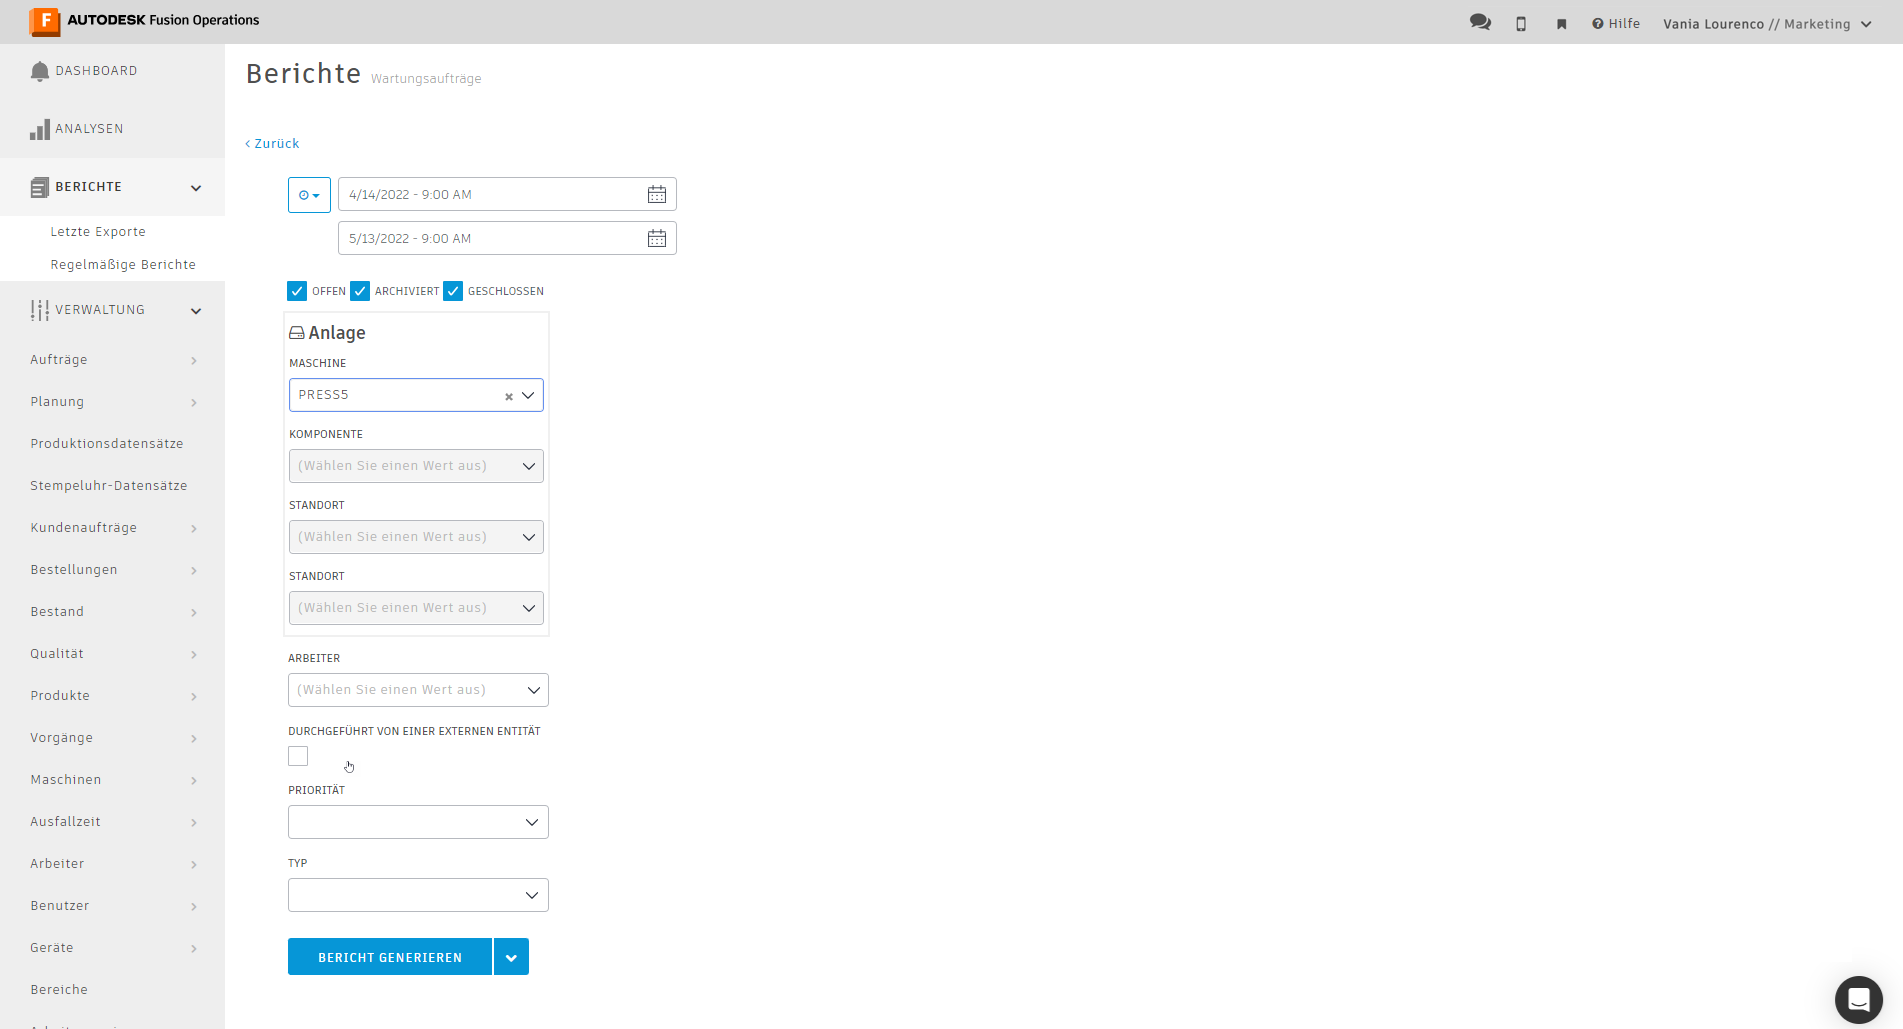 F AUTODESK Fusion Operations
Hilfe
Vania Lourenco // Marketing
DASHBOARD
ANALYSEN
BERICHTE
Letzte Exporte
Regelmäßige Berichte
VERWALTUNG
Aufträge
Planung
Produktionsdatensätze
Stempeluhr-Datensätze
Kundenaufträge
Bestellungen
Bestand
Qualität
Produkte
Vorgänge
Maschinen
Ausfallzeit
Arbeiter
Benutzer
Geräte
Bereiche
Berichte Wartungsaufträge
< Zurück
4/14/2022 - 9:00 AM
5/13/2022 - 9:00 AM
OFFEN ARCHIVIERT GESCHLOSSEN
Anlage
MASCHINE
PRESS5
KOMPONENTE
(Wählen Sie einen Wert aus)
STANDORT
(Wählen Sie einen Wert aus)
STANDORT
(Wählen Sie einen Wert aus)
ARBEITER
(Wählen Sie einen Wert aus)
DURCHGEFÜHRT VON EINER EXTERNEN ENTITÄT
PRIORITÄT
TYP
BERICHT GENERIEREN